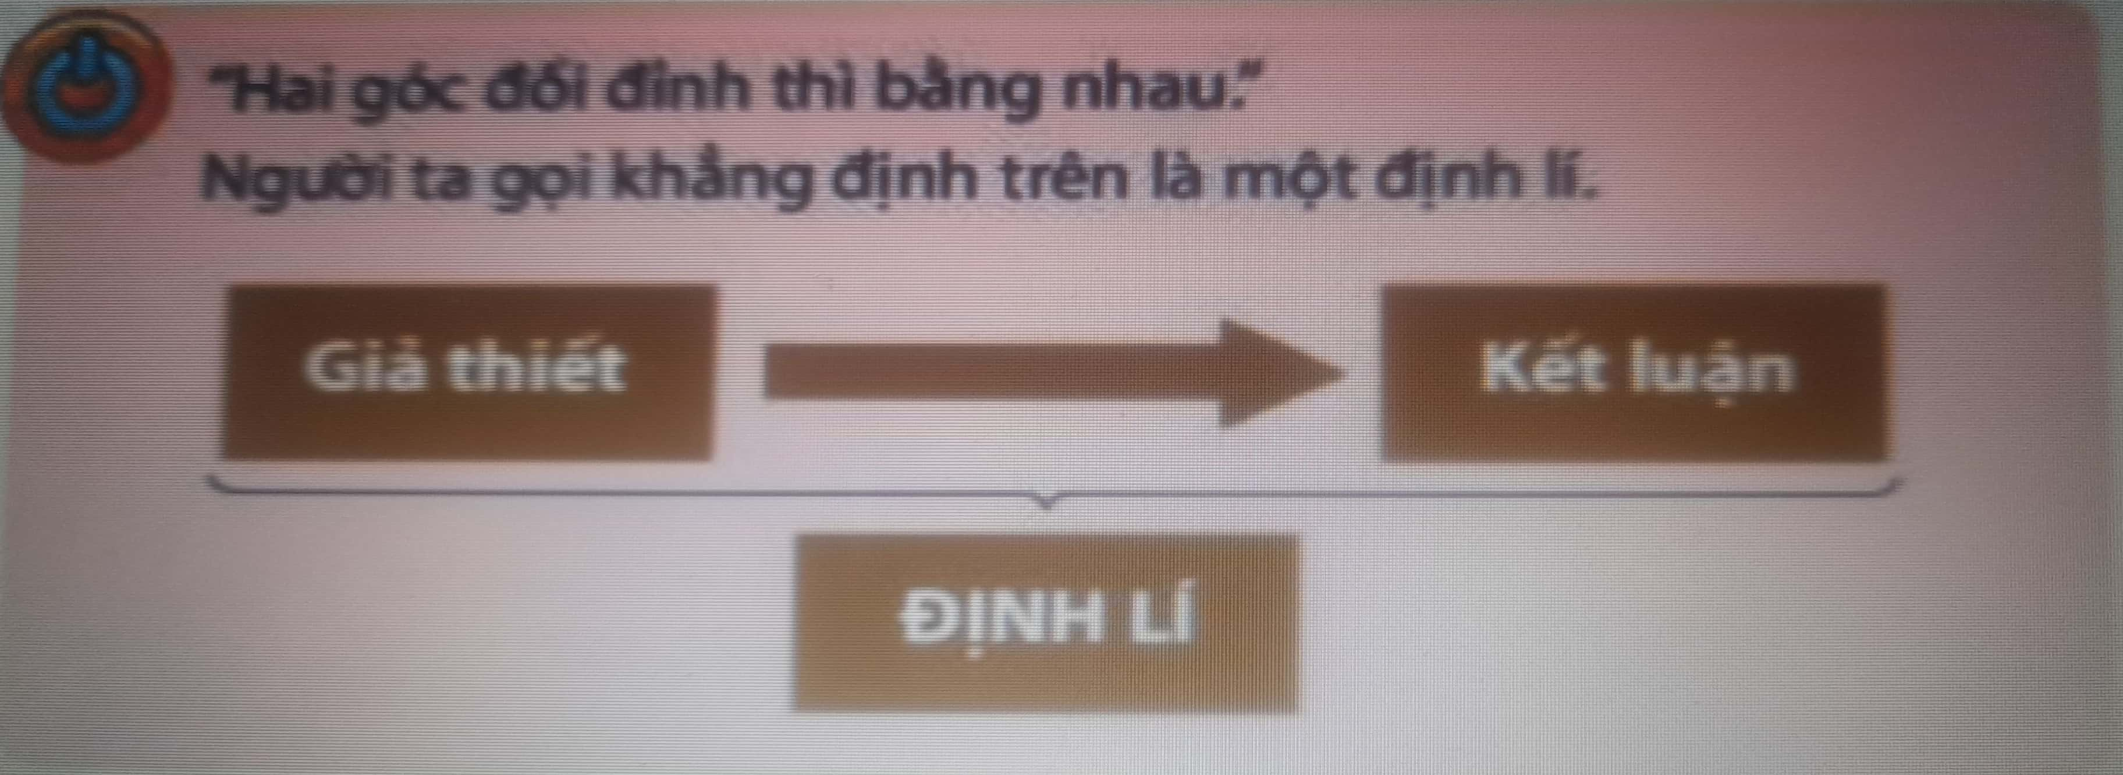 "Hai góc đối đỉnh thì bằng nhau."
Người ta gọi khẳng định trên là một định lí.
Giả thiết
Kết luận
ĐỊNH LÍ